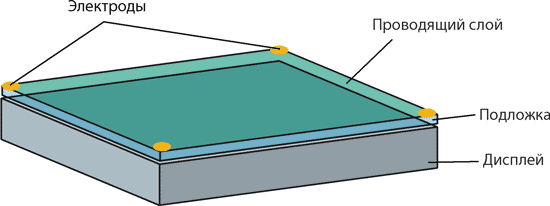 Электроды
Проводящий слой
Подложка
Дисплей